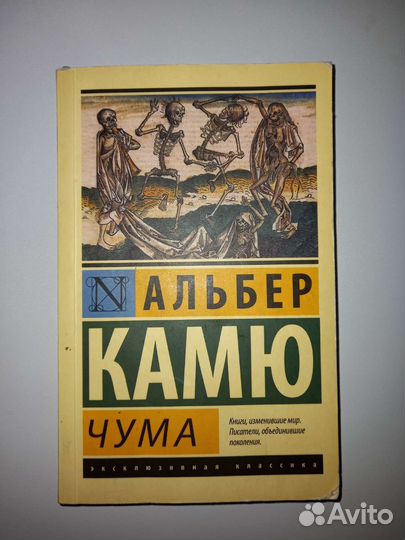 N
АЛЬБЕР
КАМЮ
ЧУМА
Книги, изменившие мир.
Писатели, объединившие
поколения.
эксклюзивная классика
Avito